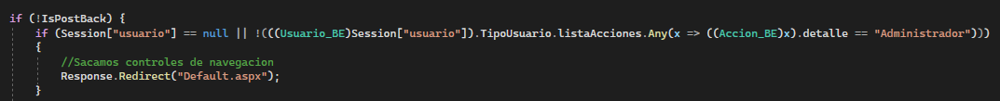 if (!IsPostBack) {
if (Session["usuario"] == null || !(((Usuario_BE)Session["usuario"]).TipoUsuario.listaAcciones.Any(x => ((Accion_BE)x).detalle == "Administrador")))
{
//Sacamos controles de navegacion
Response.Redirect("Default.aspx");
}